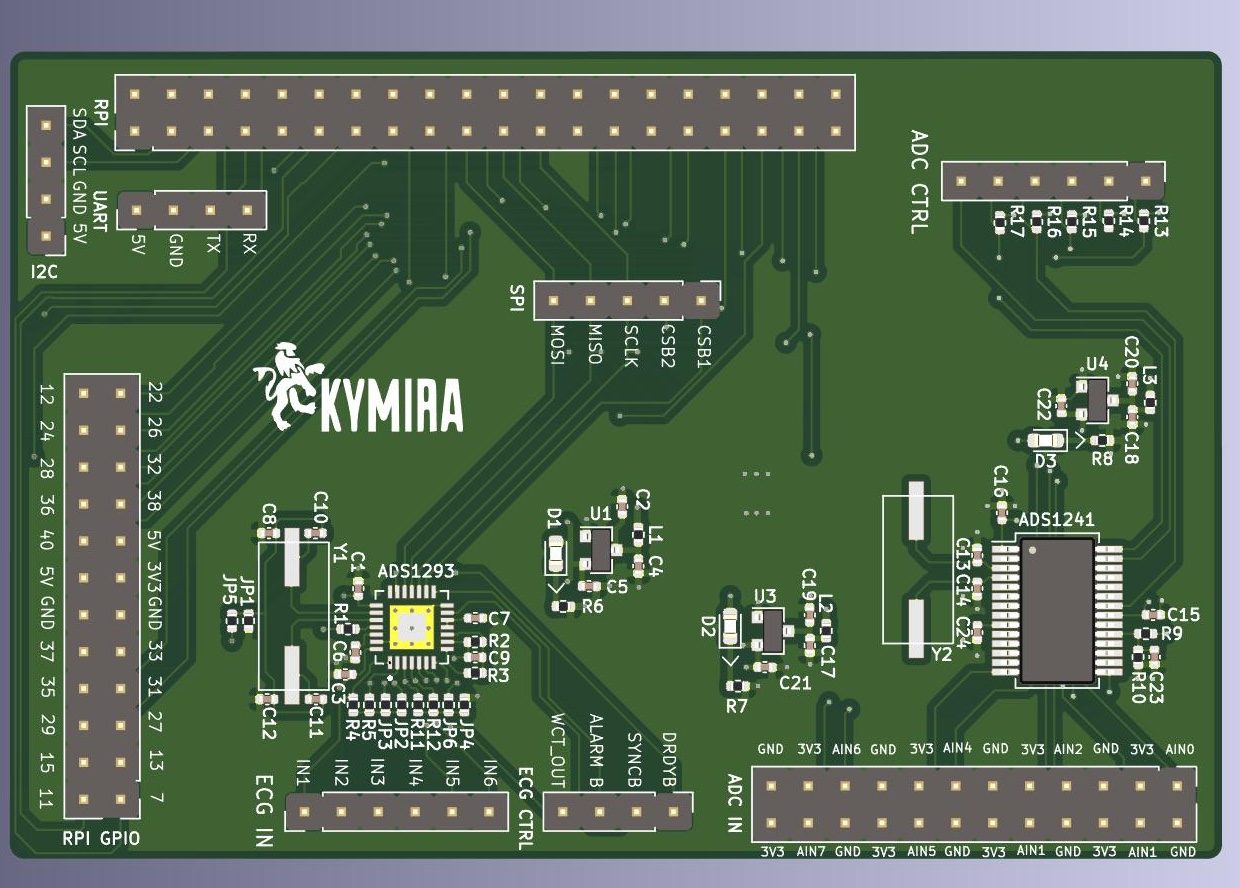 RPI
SDA
SCL
GND
5V
I2C
UART
5V
GND
TX
RX
ADC CTRL
R17
R16
R15
R14
R13
SPI
MOSI
MISO
SCLK
CSB2
CSB1
KYMIRA
12
24
28
36
40
5V
GND
37
35
29
15
11
22
26
32
38
5V
3V3
GND
33
31
27
13
7
RPI GPIO
C20
U4
L3
C22
C18
D3
R8
C16
ADS1241
C13
C14
C24
Y2
C15
R9
R10
C23
C8
C10
Y1
C1
ADS1293
JP5
JP1
R1
C6
C3
C7
R2
C9
R3
C12
C11
R4
R5
JP3
JP2
R11
R12
JP6
JP4
D1
U1
C2
L1
C4
C5
R6
D2
U3
C19
L2
C17
C21
R7
ECG IN
IN1
IN2
IN3
IN4
IN5
IN6
ECG CTRL
WCT_OUT
ALARM B
SYNCB
DRDYB
ADC IN
GND 3V3 AIN6 GND 3V3 AIN4 GND 3V3 AIN2 GND 3V3 AIN0
3V3 AIN7 GND 3V3 AIN5 GND 3V3 AIN1 GND 3V3 AIN1 GND